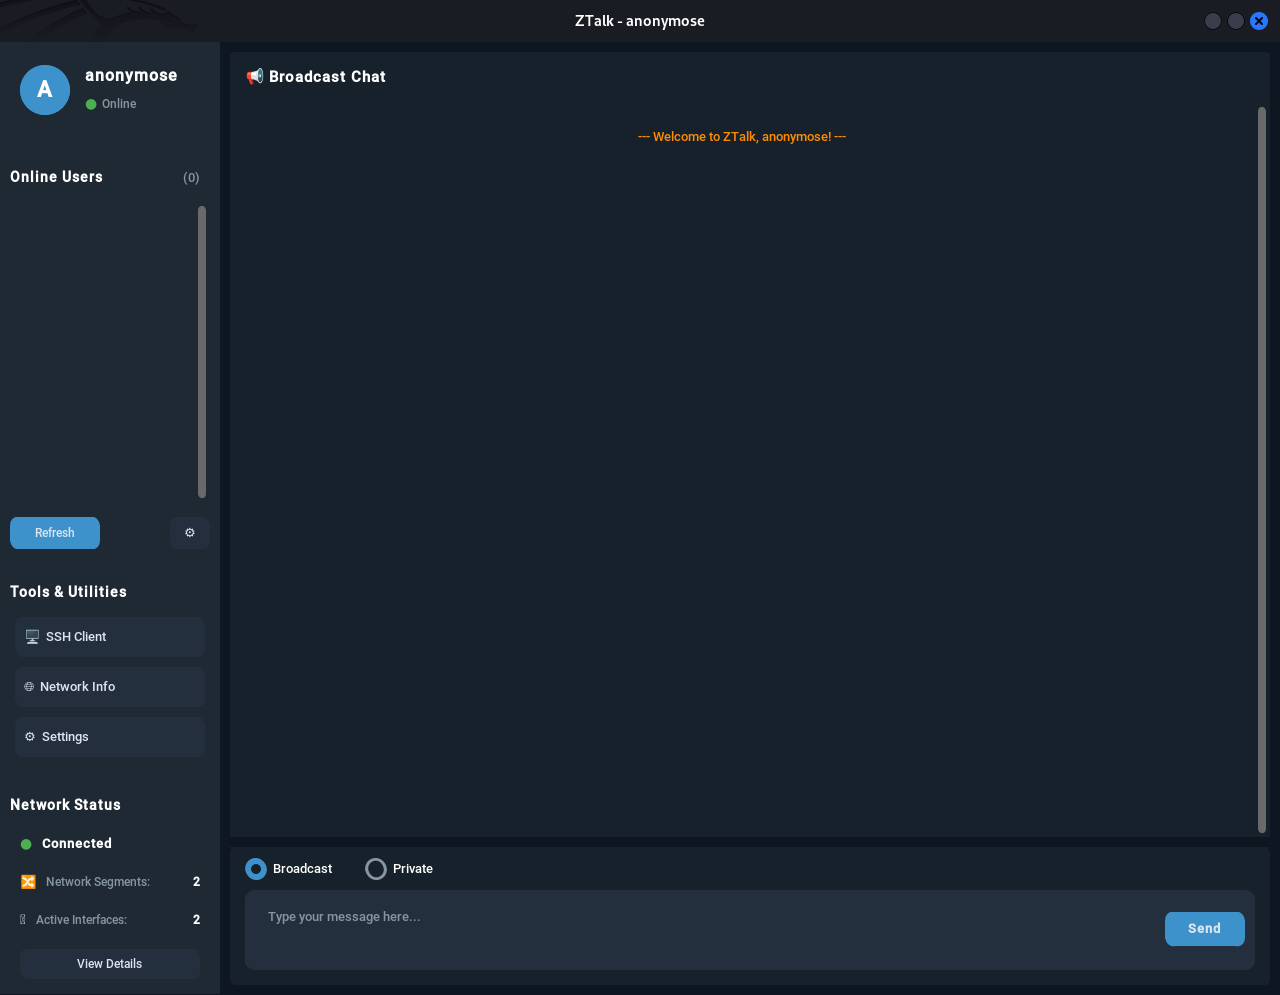 ZTalk - anonymose
A
anonymose
Online
Online Users
(0)
Refresh
Tools & Utilities
SSH Client
Network Info
Settings
Network Status
Connected
Network Segments: 2
Active Interfaces: 2
View Details
Broadcast Chat
--- Welcome to ZTalk, anonymose! ---
Broadcast
Private
Type your message here...
Send